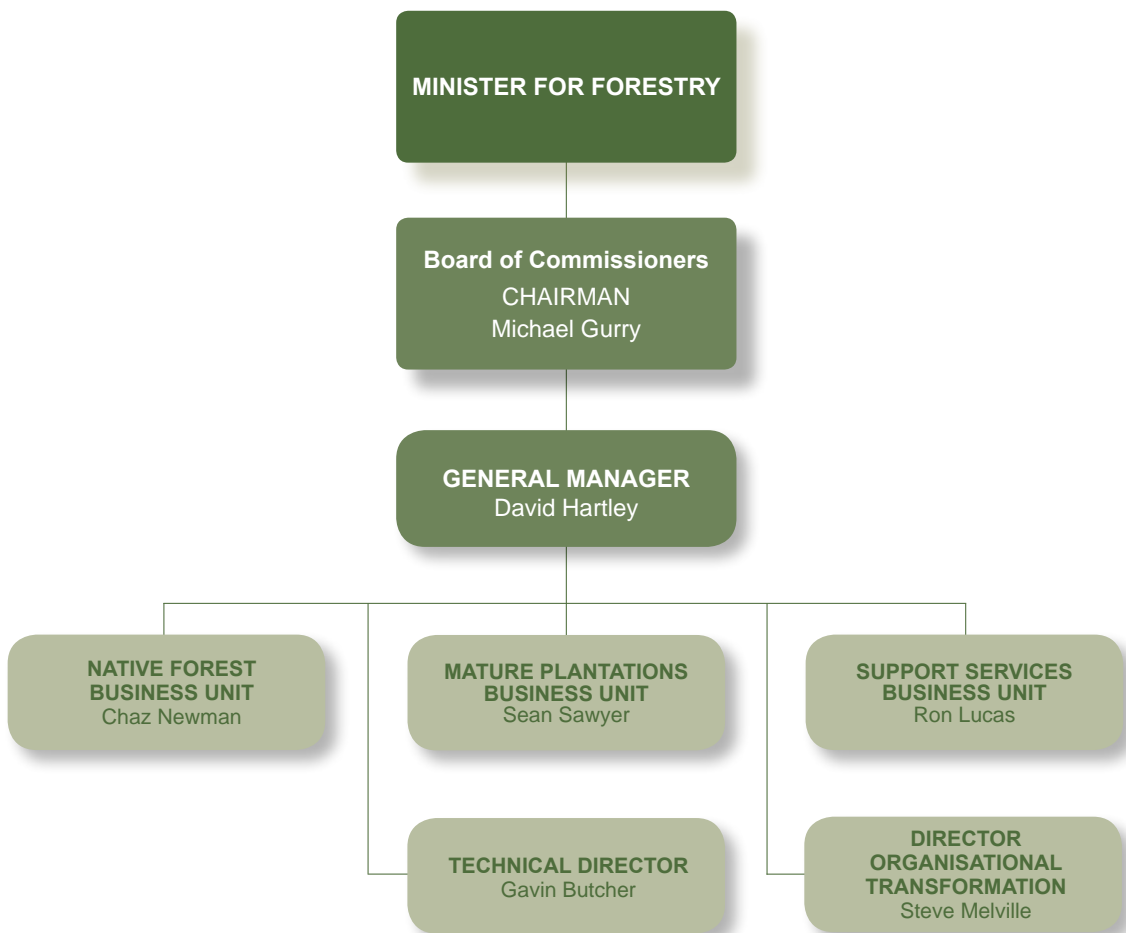 MINISTER FOR FORESTRY
Board of Commissioners
CHAIRMAN
Michael Gurry
GENERAL MANAGER
David Hartley
NATIVE FOREST
BUSINESS UNIT
Chaz Newman
MATURE PLANTATIONS
BUSINESS UNIT
Sean Sawyer
SUPPORT SERVICES
BUSINESS UNIT
Ron Lucas
TECHNICAL DIRECTOR
Gavin Butcher
DIRECTOR
ORGANISATIONAL
TRANSFORMATION
Steve Melville